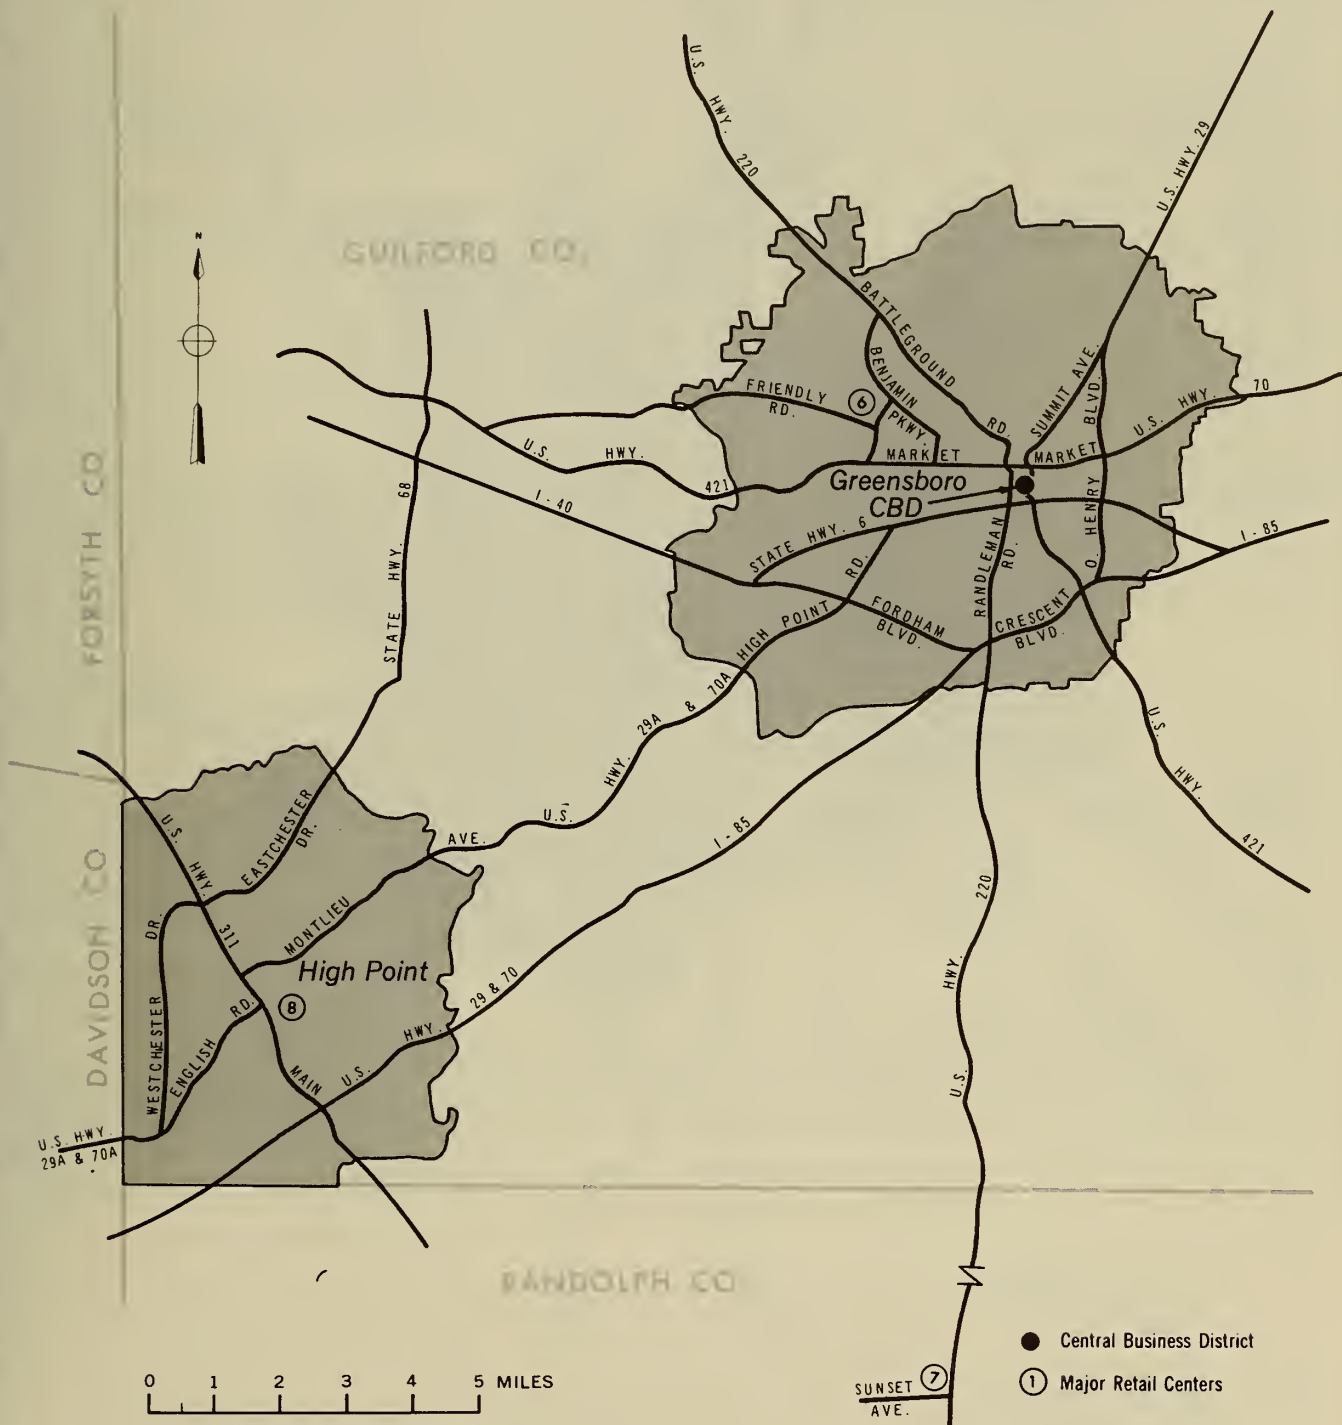 U.S. HWY. 220
U.S. HWY. 29
N
GUILFORD CO.
BATTLEGROUND RD.
BENJAMIN PKWY.
FRIENDLY RD.
6
SUMMIT AVE.
O. HENRY BLVD.
U.S. HWY. 70
U.S. HWY. 421
MARKET
MARKET
Greensboro
CBD
I - 40
STATE HWY. 68
STATE HWY. 6
I - 85
RANDLEMAN RD.
FORSYTH CO
HIGH POINT RD.
FORDHAM BLVD.
CRESCENT BLVD.
U.S. HWY. 29A & 70A
U.S. HWY. 421
I - 85
EASTCHESTER DR.
U.S. HWY. 311
MONTLIEU AVE.
DAVIDSON CO
WESTCHESTER DR.
High Point
8
ENGLISH RD.
MAIN
U.S. HWY. 29 & 70
U.S. HWY. 220
U.S. HWY.
29A & 70A
RANDOLPH CO
0 1 2 3 4 5 MILES
SUNSET AVE.
7
Central Business District
1 Major Retail Centers